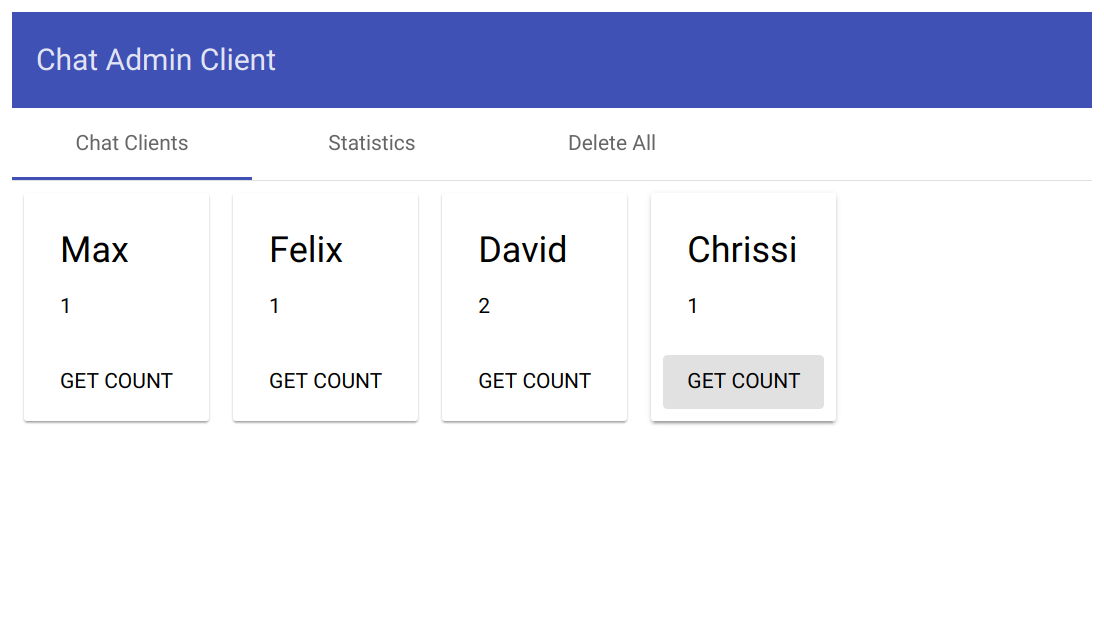 Chat Admin Client
Chat Clients Statistics Delete All
Max Felix David Chrissi
1 1 2 1
GET COUNT GET COUNT GET COUNT GET COUNT